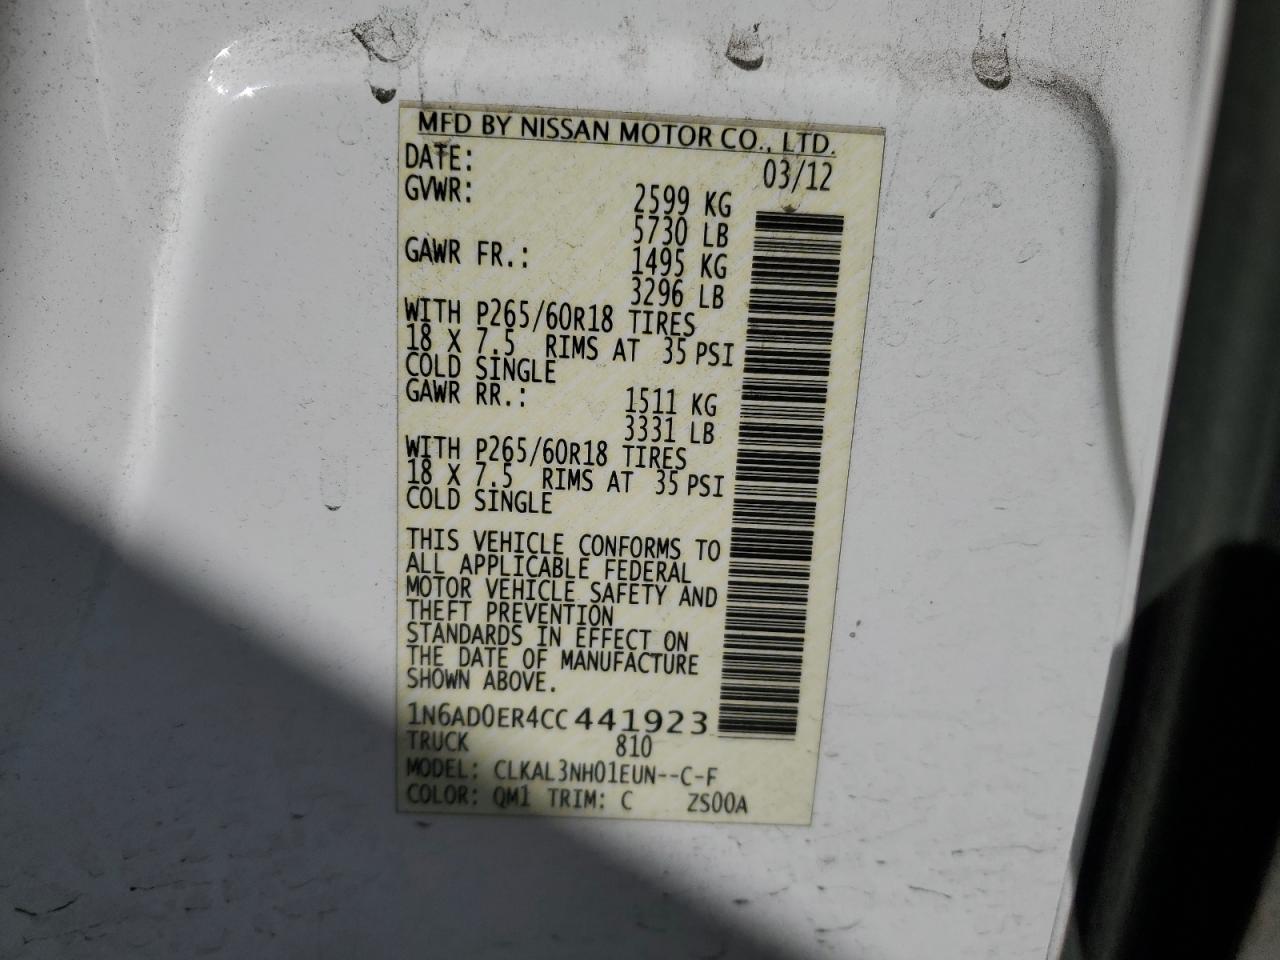 MFD BY NISSAN MOTOR CO., LTD.
DATE: 03/12
GVWR: 2599 KG
5730 LB
GAWR FR.: 1495 KG
3296 LB
WITH P265/60R18 TIRES
18 X 7.5 RIMS AT 35 PSI
COLD SINGLE
GAWR RR.: 1511 KG
3331 LB
WITH P265/60R18 TIRES
18 X 7.5 RIMS AT 35 PSI
COLD SINGLE
THIS VEHICLE CONFORMS TO
ALL APPLICABLE FEDERAL
MOTOR VEHICLE SAFETY AND
THEFT PREVENTION
STANDARDS IN EFFECT ON
THE DATE OF MANUFACTURE
SHOWN ABOVE.
1N6AD0ER4CC441923
TRUCK 810
MODEL: CLKAL3NH01EUN--C-F
COLOR: QM1 TRIM: C ZS00A